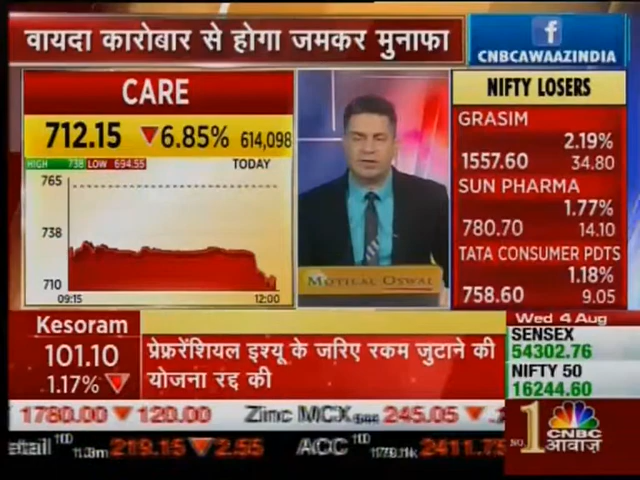 वायदा कारोबार से होगा जमकर मुनाफा
f
CNBCAWAAZINDIA
CARE
712.15 ▼6.85% 614,098
HIGH 738 LOW 694.55 TODAY
765
738
710
09:15 12:00
MOTILAL OSWAL
NIFTY LOSERS
GRASIM
2.19%
1557.60 34.80
SUN PHARMA
1.77%
780.70 14.10
TATA CONSUMER PDTS
1.18%
758.60 9.05
Kesoram
101.10
1.17% ▼
प्रेफ्रेंशियल इश्यू के जरिए रकम जुटाने की
योजना रद्द की
Wed 4 Aug
SENSEX
54302.76
NIFTY 50
16244.60
1780.00 ▼ 120.00 Zinc MCX 245.05 ▼
etail 219.15 ▼ 2.55 ACC 2411.75
NO. 1 CNBC
आवाज़